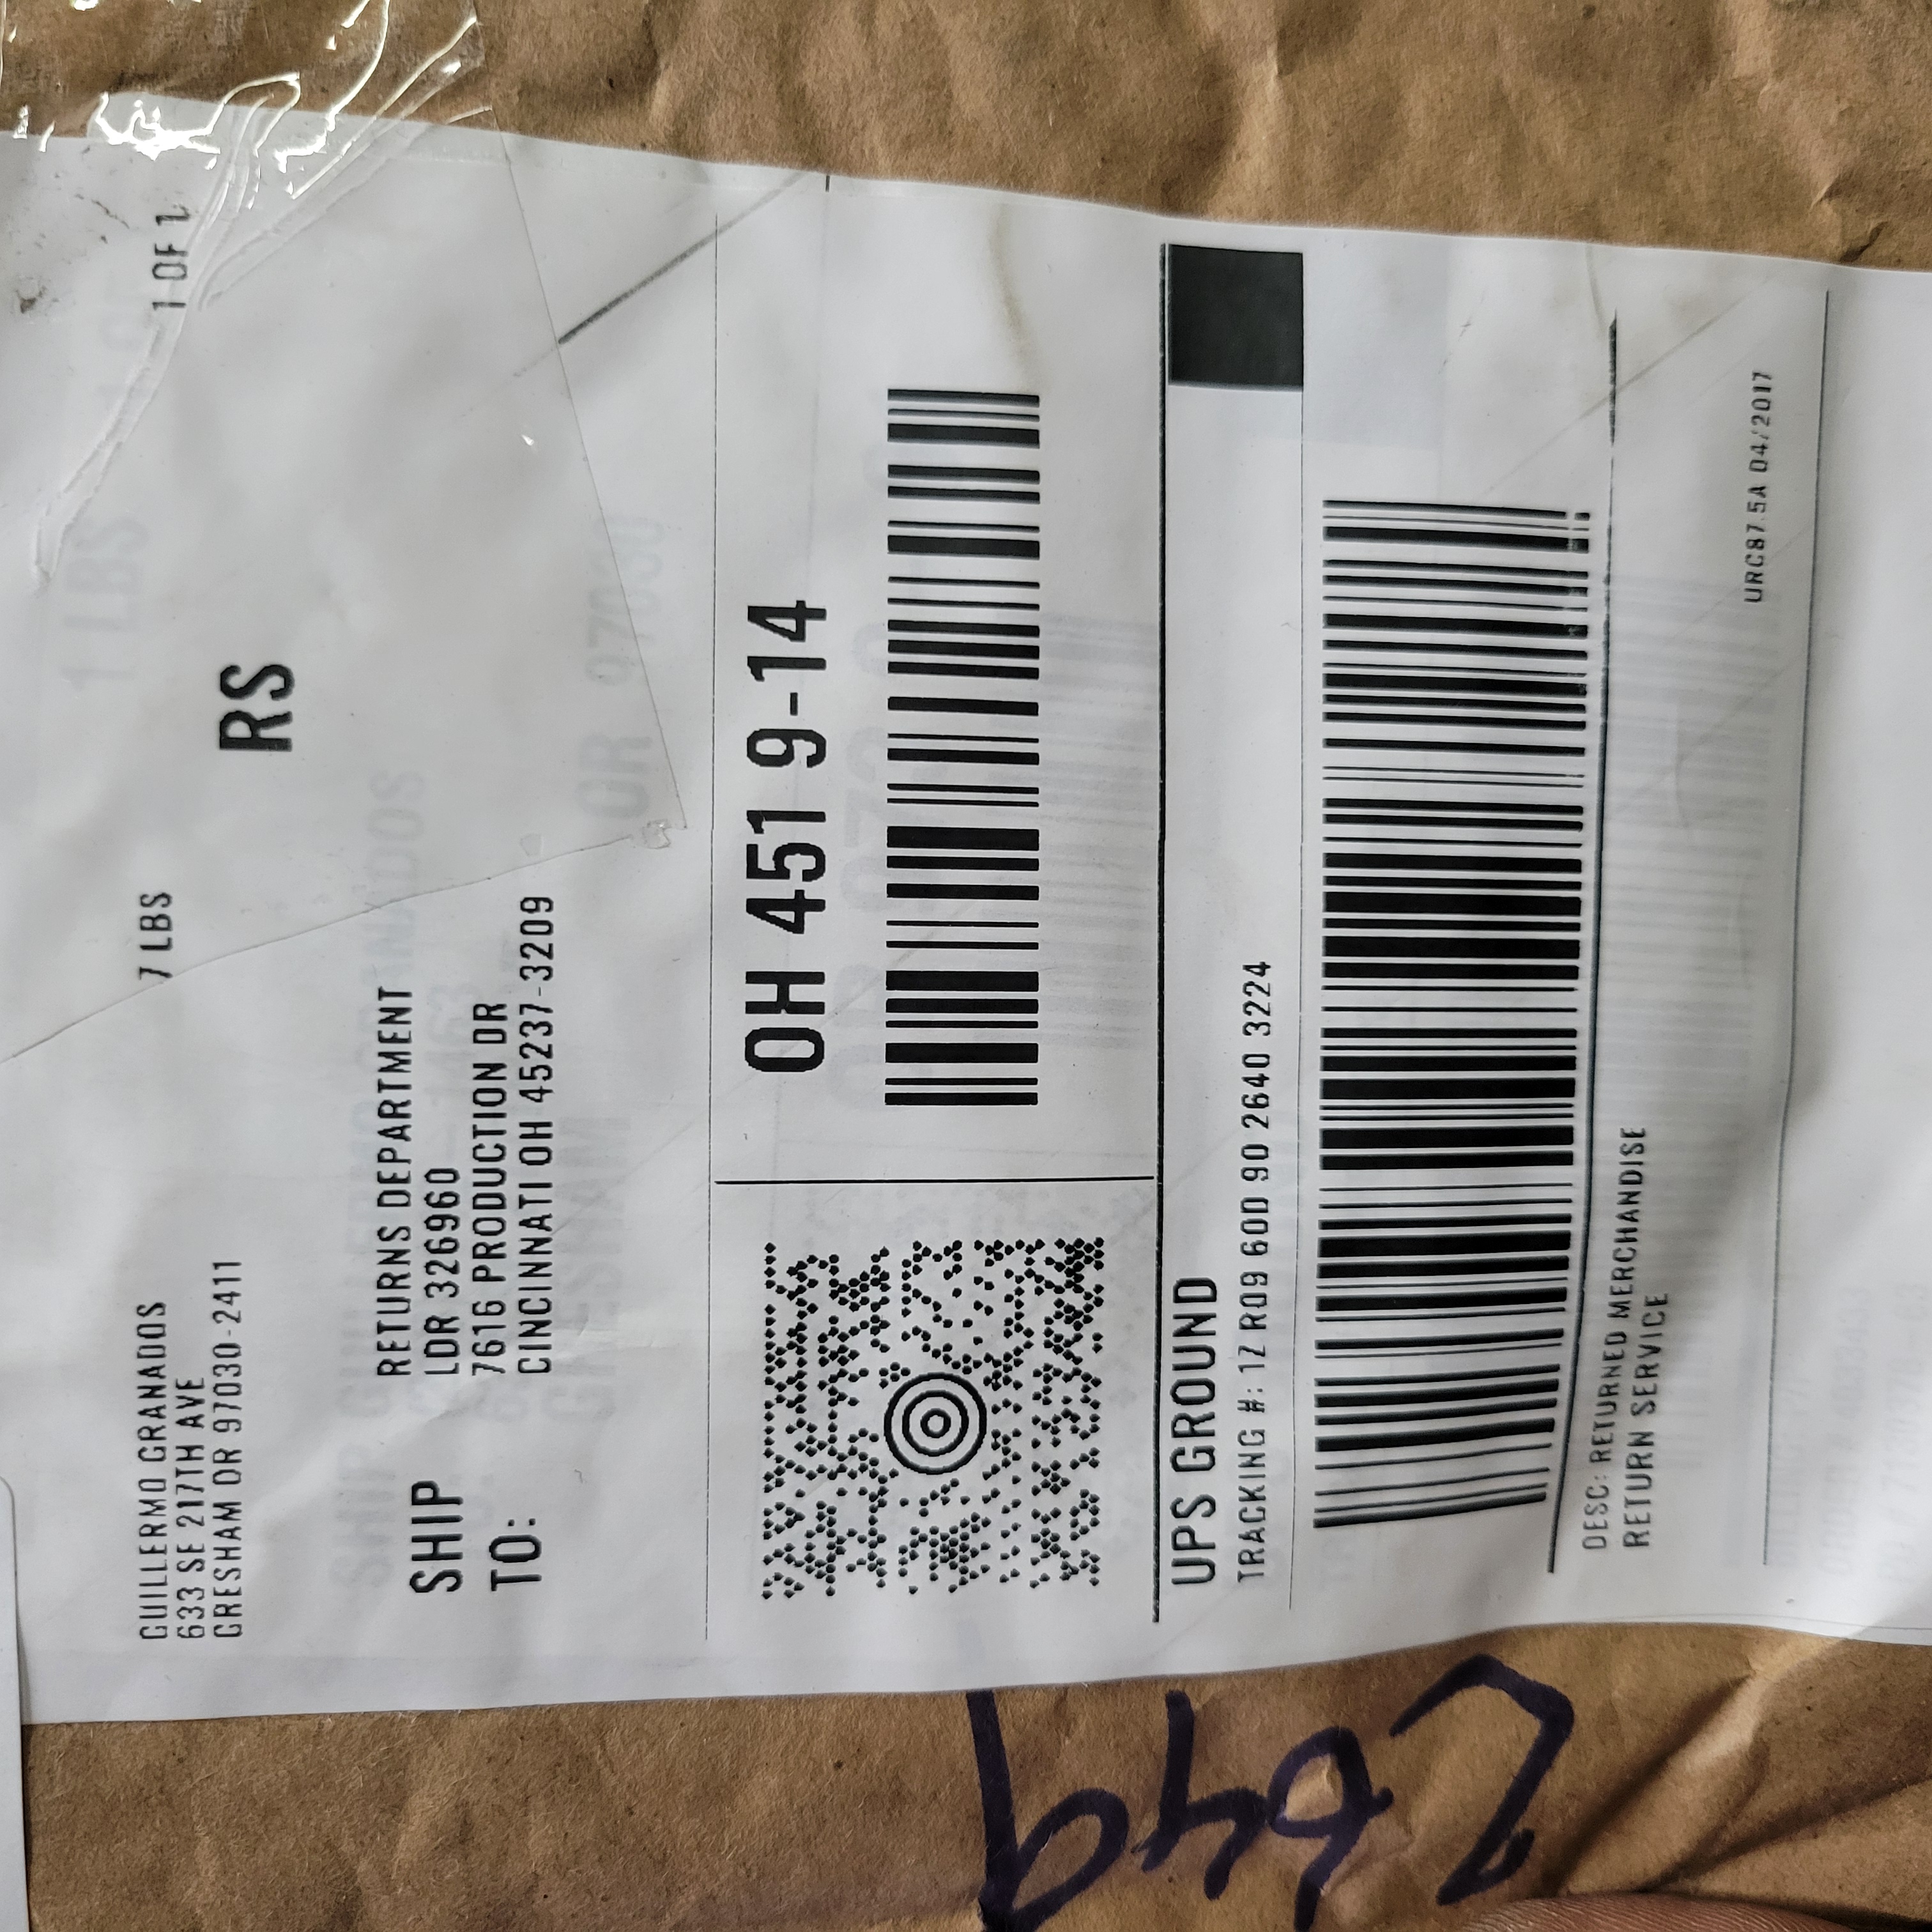 GUILLERMO GRANADOS
633 SE 217TH AVE
GRESHAM OR 97030-2411
7 LBS
1 OF 1
RS
SHIP
TO:
RETURNS DEPARTMENT
LDR 326960
7616 PRODUCTION DR
CINCINNATI OH 45237-3209
OH 451 9-14
UPS GROUND
TRACKING #: 1Z R09 60D 90 2640 3224
DESC: RETURNED MERCHANDISE
RETURN SERVICE
URC87.5A 04/2017